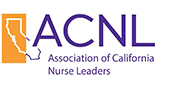 ACNL
Association of California
Nurse Leaders